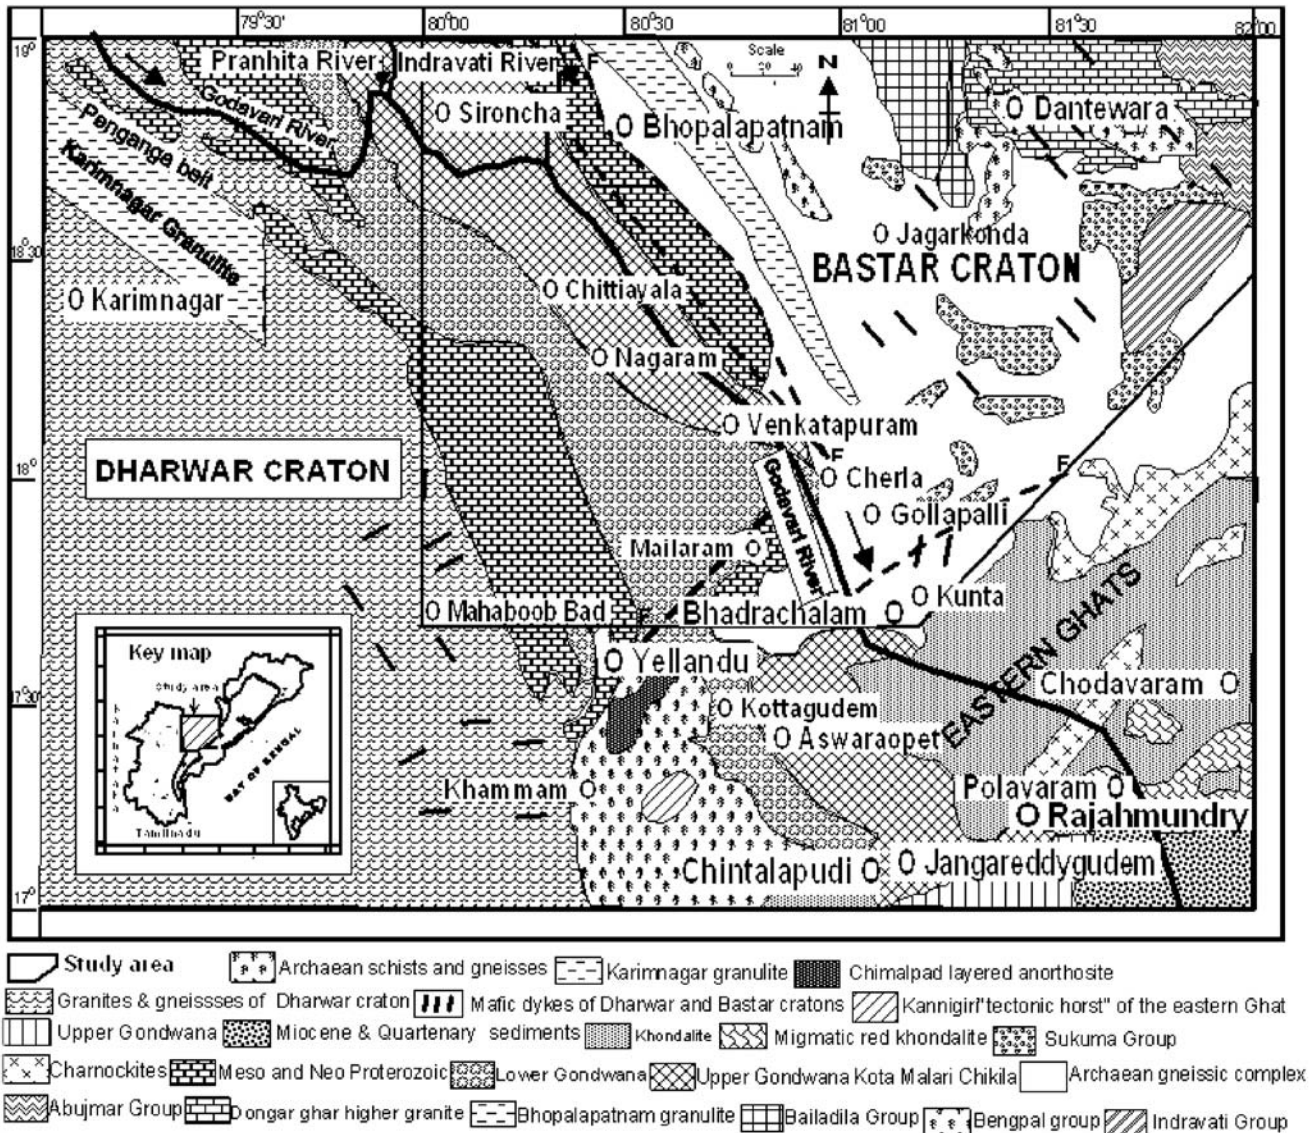 79°30' 80°00 80°30 81°00 81°30 82°00
19°
Scale
0 20 40
N
Pranhita River
Indravati River
F
Godavari River
O Sironcha
O Bhopalapatnam
O Dantewara
Penganga belt
Karimnagar Granulite
O Jagarkonda
18°30
BASTAR CRATON
O Karimnagar
O Chittiayala
O Nagaram
O Venkatapuram
F
18°
DHARWAR CRATON
F
O Cherla
Godavari River
O Gollapalli
Mailaram O
O Kunta
O Mahaboob Bad
F
Bhadrachalam O
EASTERN GHATS
O Yellandu
Chodavaram O
17°30
O Kottagudem
O Aswaraopet
Khammam O
Polavaram O
O Rajahmundry
Chintalapudi O
O Jangareddygudem
17°
Key map
Study area
BAY OF BENGAL
Tamilnadu
Study area Archaean schists and gneisses Karimnagar granulite Chimalpad layered anorthosite
Granites & gneissses of Dharwar craton Mafic dykes of Dharwar and Bastar cratons Kannigiri"tectonic horst" of the eastern Ghat
Upper Gondwana Miocene & Quartenary sediments Khondalite Migmatic red khondalite Sukuma Group
Charnockites Meso and Neo Proterozoic Lower Gondwana Upper Gondwana Kota Malari Chikila Archaean gneissic complex
Abujmar Group Dongar ghar higher granite Bhopalapatnam granulite Bailadila Group Bengpal group Indravati Group